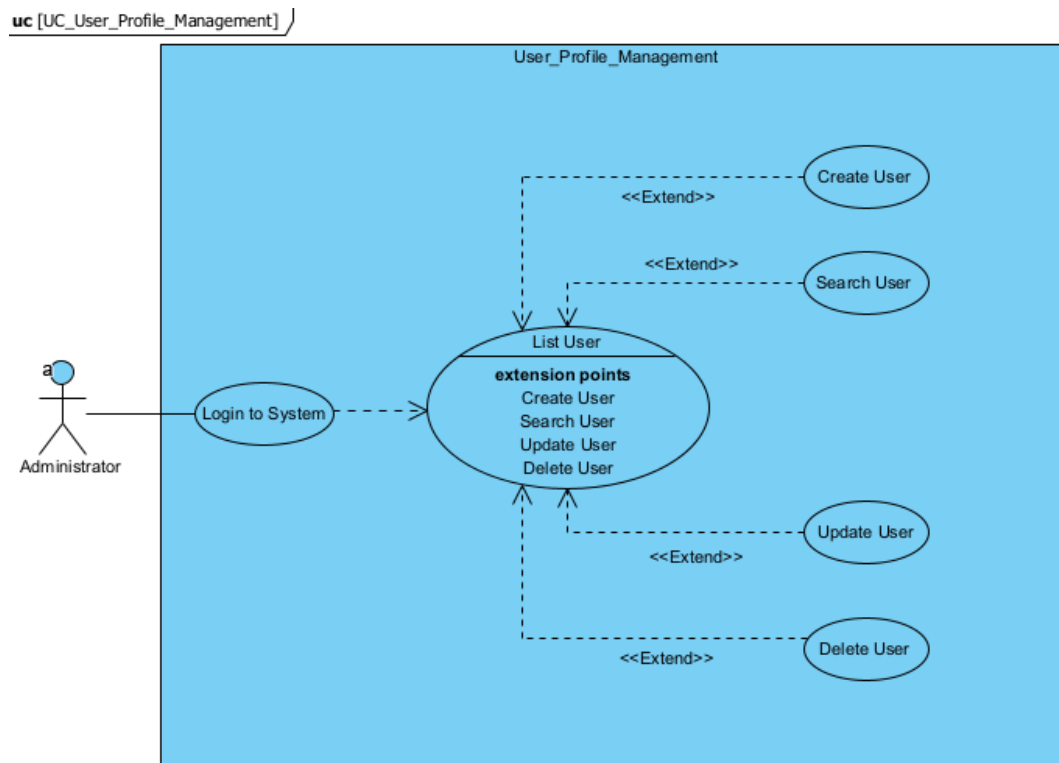 uc [UC_User_Profile_Management]
User_Profile_Management
Create User
<<Extend>>
<<Extend>>
Search User
List User
extension points
Create User
Search User
Update User
Delete User
a
Administrator
Login to System
Update User
<<Extend>>
Delete User
<<Extend>>